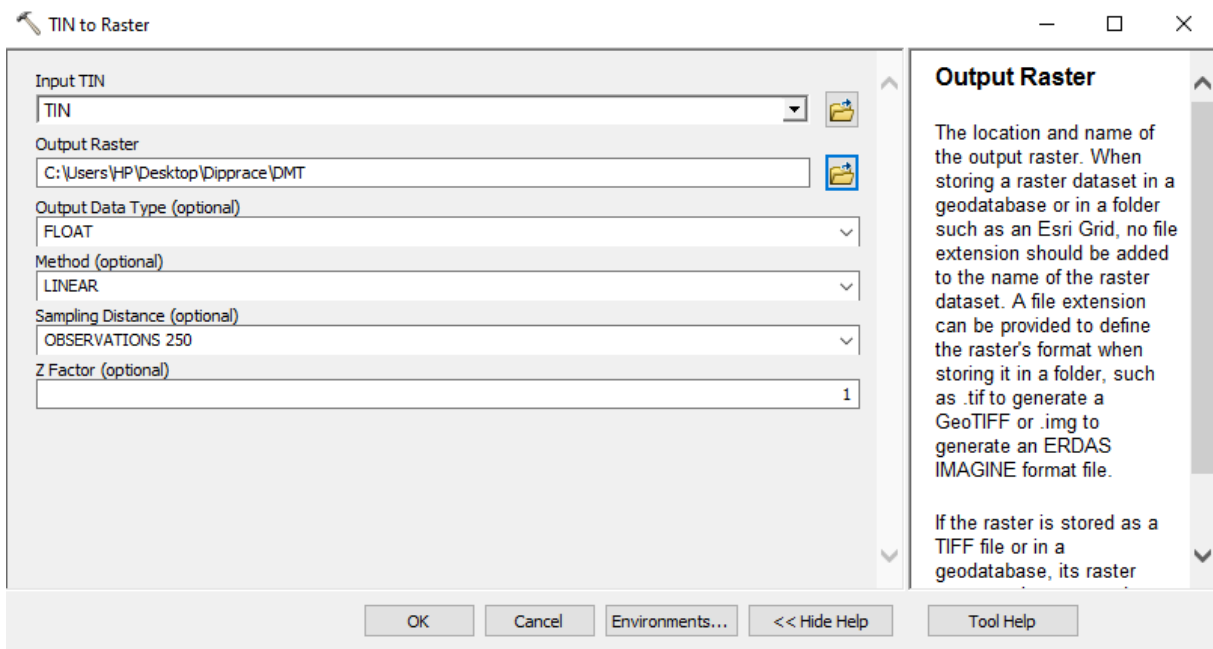 TIN to Raster
Input TIN
TIN
Output Raster
C:\Users\HP\Desktop\Dipprace\DMT
Output Data Type (optional)
FLOAT
Method (optional)
LINEAR
Sampling Distance (optional)
OBSERVATIONS 250
Z Factor (optional)
1
Output Raster
The location and name of
the output raster. When
storing a raster dataset in a
geodatabase or in a folder
such as an Esri Grid, no file
extension should be added
to the name of the raster
dataset. A file extension
can be provided to define
the raster's format when
storing it in a folder, such
as .tif to generate a
GeoTIFF or .img to
generate an ERDAS
IMAGINE format file.
If the raster is stored as a
TIFF file or in a
geodatabase, its raster
OK Cancel Environments... << Hide Help Tool Help